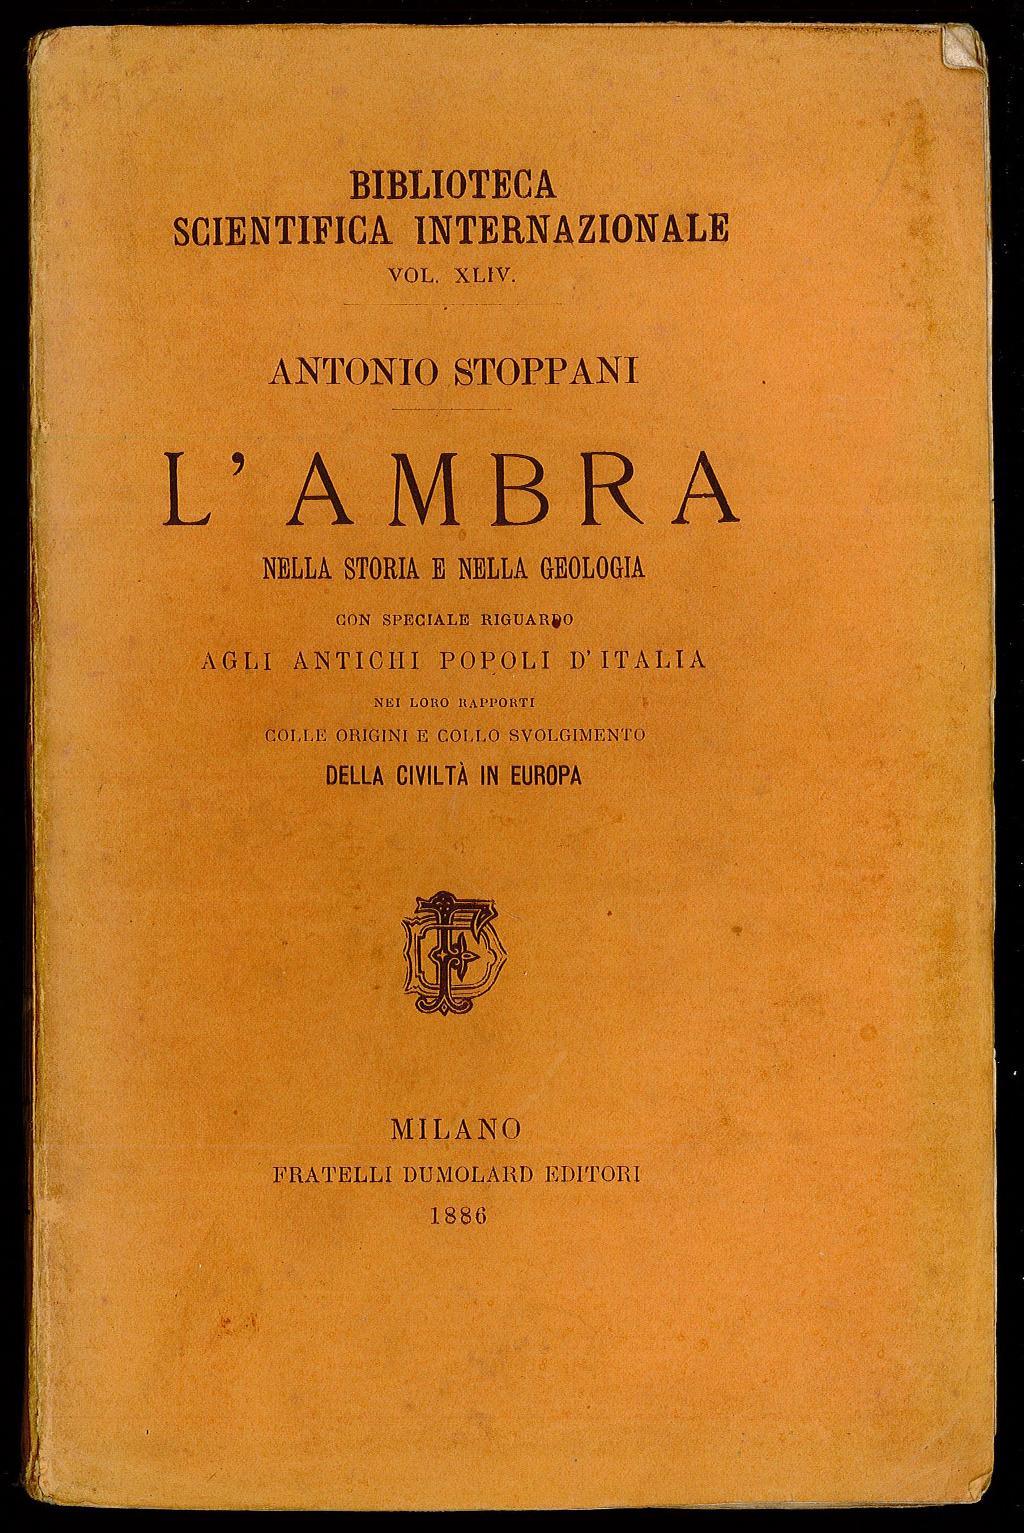 BIBLIOTECA
SCIENTIFICA INTERNAZIONALE
VOL. XLIV.
ANTONIO STOPPANI
L'AMBRA
NELLA STORIA E NELLA GEOLOGIA
CON SPECIALE RIGUARDO
AGLI ANTICHI POPOLI D'ITALIA
NEI LORO RAPPORTI
COLLE ORIGINI E COLLO SVOLGIMENTO
DELLA CIVILTÀ IN EUROPA
FD
MILANO
FRATELLI DUMOLARD EDITORI
1886